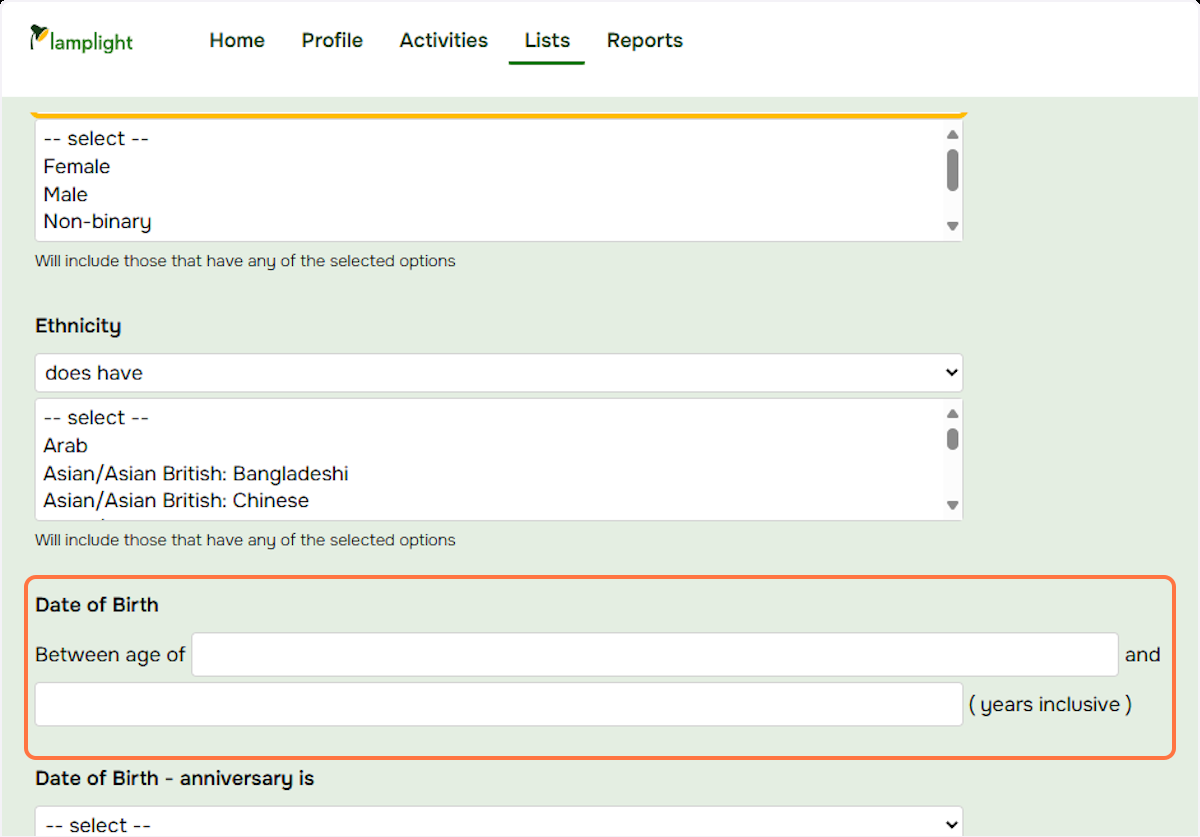 lamplight Home Profile Activities Lists Reports
-- select --
Female
Male
Non-binary
Will include those that have any of the selected options
Ethnicity
does have
-- select --
Arab
Asian/Asian British: Bangladeshi
Asian/Asian British: Chinese
Will include those that have any of the selected options
Date of Birth
Between age of and
( years inclusive )
Date of Birth - anniversary is
-- select --